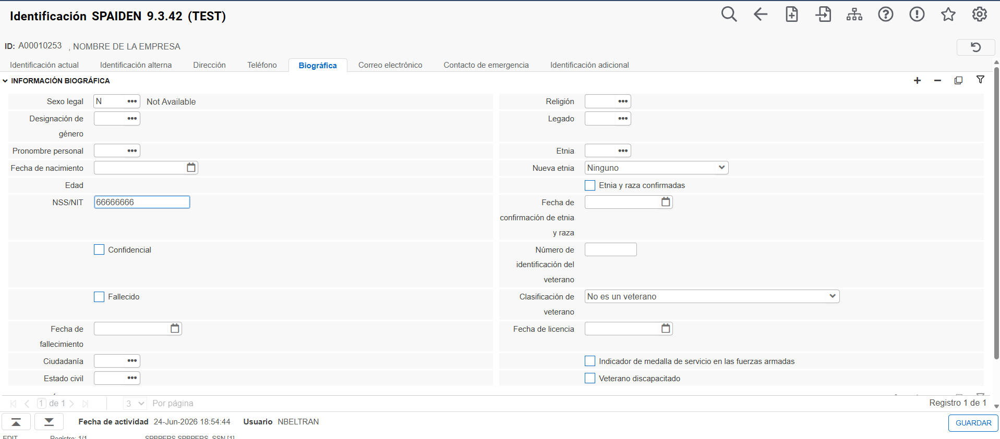 Identificación SPAIDEN 9.3.42 (TEST)
ID: A00010253 , NOMBRE DE LA EMPRESA
Identificación actual Identificación alterna Dirección Teléfono Biográfica Correo electrónico Contacto de emergencia Identificación adicional
INFORMACIÓN BIOGRÁFICA
Sexo legal N Not Available
Religión
Designación de
género
Legado
Pronombre personal
Etnia
Fecha de nacimiento
Nueva etnia Ninguno
Edad
Etnia y raza confirmadas
NSS/NIT 66666666
Fecha de
confirmación de etnia
y raza
Confidencial
Número de
identificación del
veterano
Fallecido
Clasificación de
veterano
No es un veterano
Fecha de
fallecimiento
Fecha de licencia
Ciudadanía
Indicador de medalla de servicio en las fuerzas armadas
Estado civil
Veterano discapacitado
1 de 1 3 Por página Registro 1 de 1
Fecha de actividad 24-Jun-2026 18:54:44 Usuario NBELTRAN
GUARDAR
EDIT Registro: 1/1 SPBPERS.SPBPERS_SSN [1]